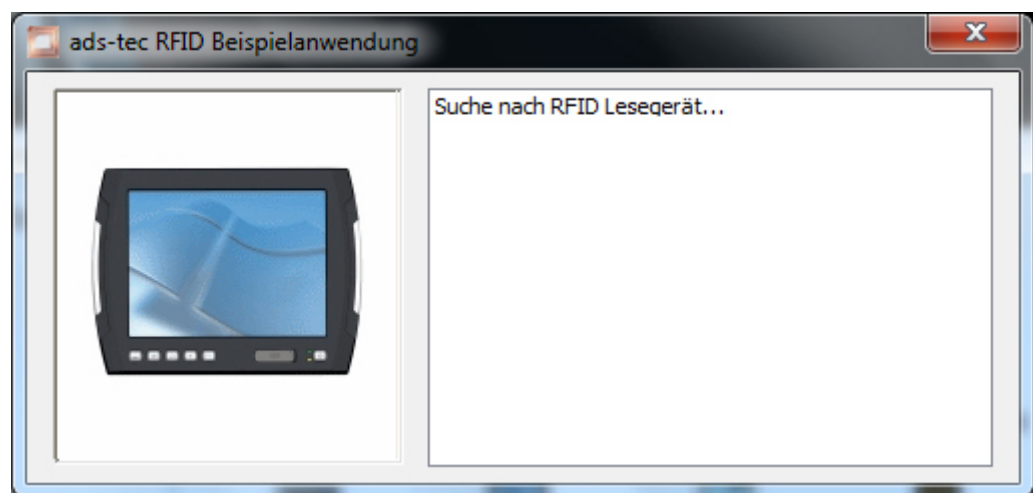 ads-tec RFID Beispielanwendung
Suche nach RFID Lesegerät...